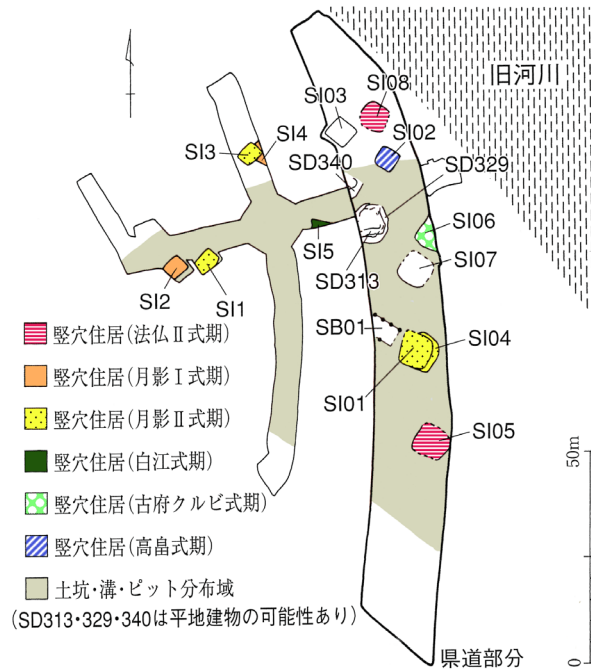 旧河川
SI08
SI03
SI4
SI3
SI02
SD340
SD329
SI06
SI5
SI07
SD313
SI2
SI1
SB01
SI04
SI01
SI05
竪穴住居(法仏Ⅱ式期)
竪穴住居(月影Ⅰ式期)
竪穴住居(月影Ⅱ式期)
竪穴住居(白江式期)
竪穴住居(古府クルビ式期)
竪穴住居(高畠式期)
土坑・溝・ピット分布域
(SD313・329・340は平地建物の可能性あり)
県道部分
50m
0